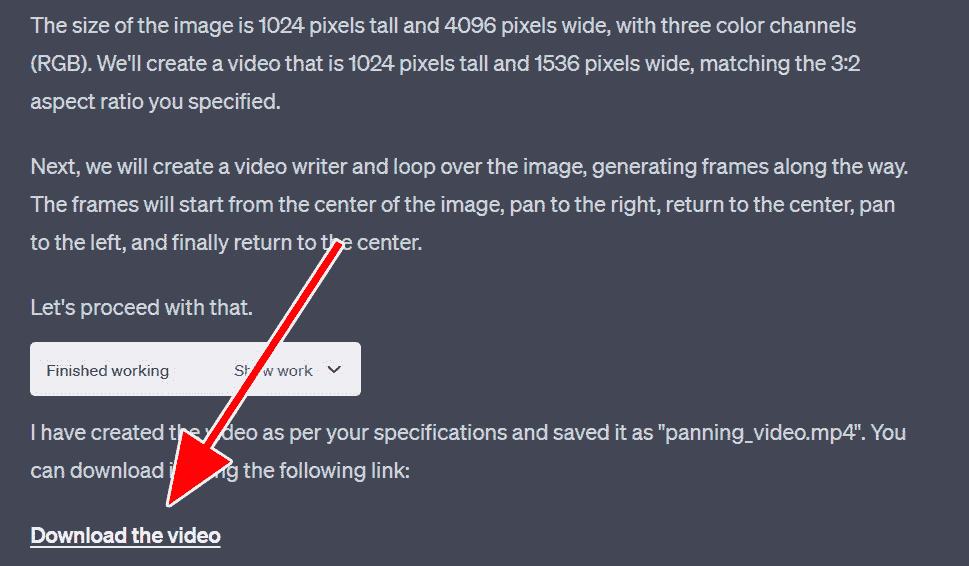 The size of the image is 1024 pixels tall and 4096 pixels wide, with three color channels
(RGB). We'll create a video that is 1024 pixels tall and 1536 pixels wide, matching the 3:2
aspect ratio you specified.
Next, we will create a video writer and loop over the image, generating frames along the way.
The frames will start from the center of the image, pan to the right, return to the center, pan
to the left, and finally return to the center.
Let's proceed with that.
Finished working Show work
I have created the video as per your specifications and saved it as "panning_video.mp4". You
can download the following link:
Download the video